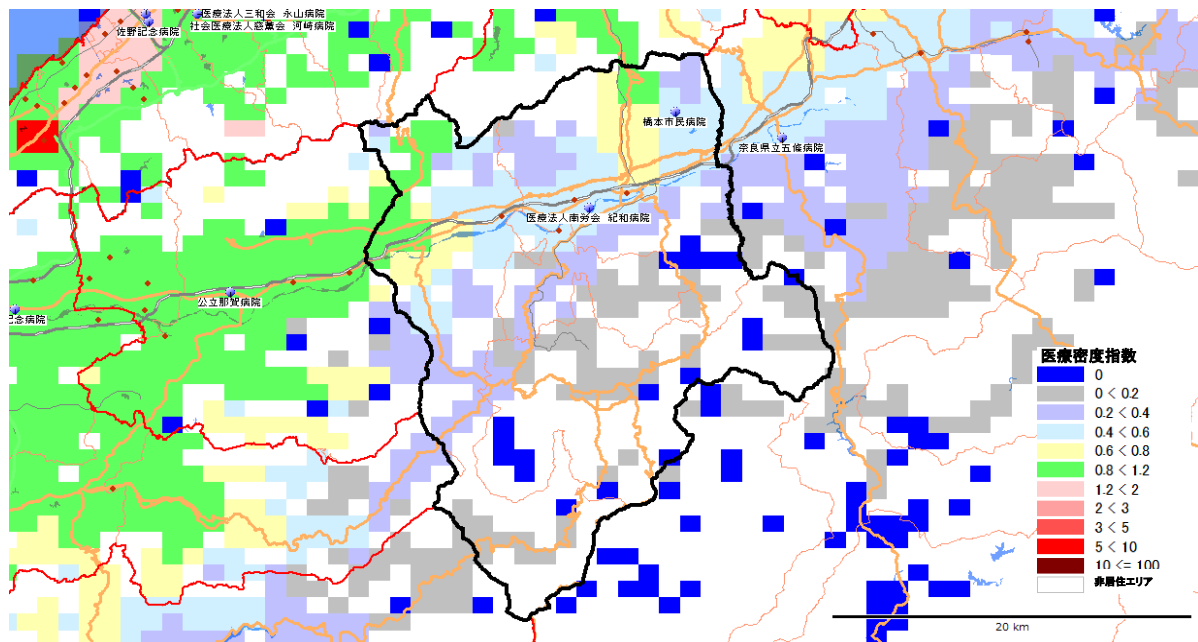 医療法人三和会 永山病院
佐野記念病院
社会医療法人慈薫会 河崎病院
橋本市民病院
奈良県立五條病院
医療法人南労会 紀和病院
公立那賀病院
記念病院
医療密度指数
0
0 < 0.2
0.2 < 0.4
0.4 < 0.6
0.6 < 0.8
0.8 < 1.2
1.2 < 2
2 < 3
3 < 5
5 < 10
10 <= 100
非居住エリア
20 km